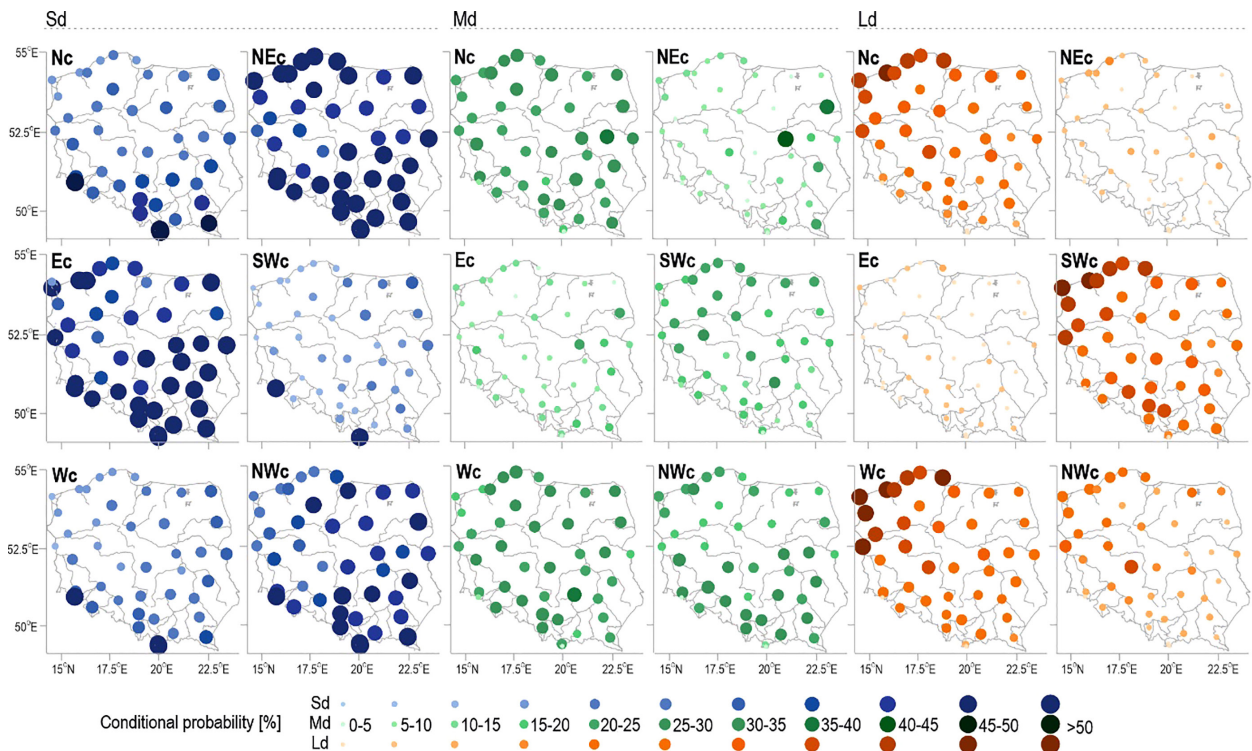 Sd Md Ld
55°E Nc NEc Nc NEc Nc NEc
52.5°E
50°E
55°E Ec SWc Ec SWc Ec SWc
52.5°E
50°E
55°E Wc NWc Wc NWc Wc NWc
52.5°E
50°E
15°N 17.5°E 20°E 22.5°E 15°N 17.5°E 20°E 22.5°E 15°N 17.5°E 20°E 22.5°E 15°N 17.5°E 20°E 22.5°E 15°N 17.5°E 20°E 22.5°E 15°N 17.5°E 20°E 22.5°E
Sd
Conditional probability [%] Md 0-5 5-10 10-15 15-20 20-25 25-30 30-35 35-40 40-45 45-50 >50
Ld